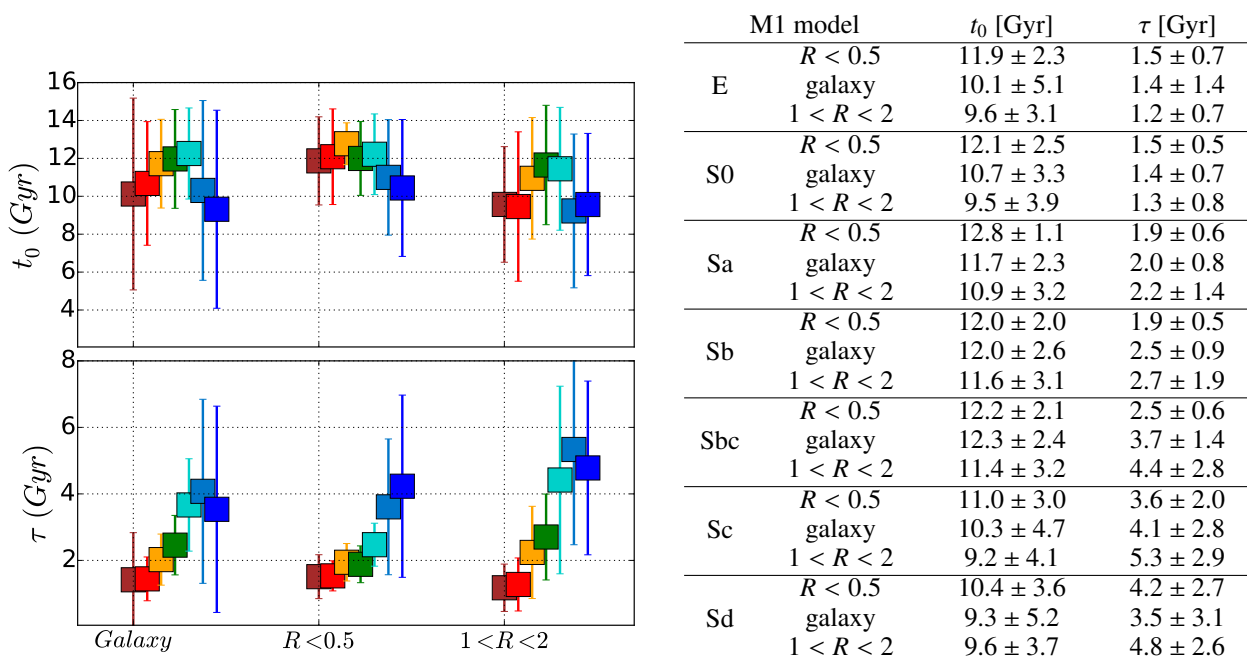 16
14
12
10
8
6
4
t₀ (Gyr)
8
6
4
2
τ (Gyr)
Galaxy R<0.5 1<R<2
M1 model t₀ [Gyr] τ [Gyr]
R < 0.5 11.9 ± 2.3 1.5 ± 0.7
E galaxy 10.1 ± 5.1 1.4 ± 1.4
1 < R < 2 9.6 ± 3.1 1.2 ± 0.7
R < 0.5 12.1 ± 2.5 1.5 ± 0.5
S0 galaxy 10.7 ± 3.3 1.4 ± 0.7
1 < R < 2 9.5 ± 3.9 1.3 ± 0.8
R < 0.5 12.8 ± 1.1 1.9 ± 0.6
Sa galaxy 11.7 ± 2.3 2.0 ± 0.8
1 < R < 2 10.9 ± 3.2 2.2 ± 1.4
R < 0.5 12.0 ± 2.0 1.9 ± 0.5
Sb galaxy 12.0 ± 2.6 2.5 ± 0.9
1 < R < 2 11.6 ± 3.1 2.7 ± 1.9
R < 0.5 12.2 ± 2.1 2.5 ± 0.6
Sbc galaxy 12.3 ± 2.4 3.7 ± 1.4
1 < R < 2 11.4 ± 3.2 4.4 ± 2.8
R < 0.5 11.0 ± 3.0 3.6 ± 2.0
Sc galaxy 10.3 ± 4.7 4.1 ± 2.8
1 < R < 2 9.2 ± 4.1 5.3 ± 2.9
R < 0.5 10.4 ± 3.6 4.2 ± 2.7
Sd galaxy 9.3 ± 5.2 3.5 ± 3.1
1 < R < 2 9.6 ± 3.7 4.8 ± 2.6